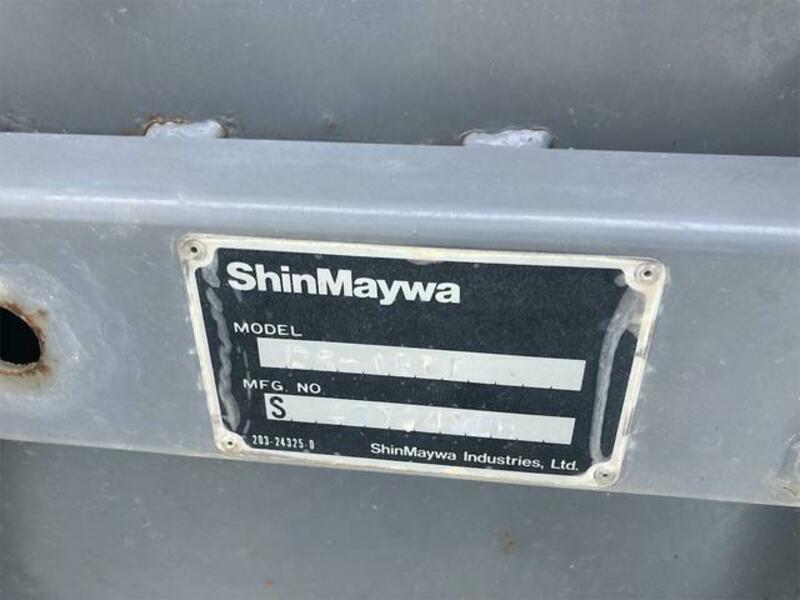 ShinMaywa
MODEL
MFG. NO
S
203-24325-0
ShinMaywa Industries, Ltd.